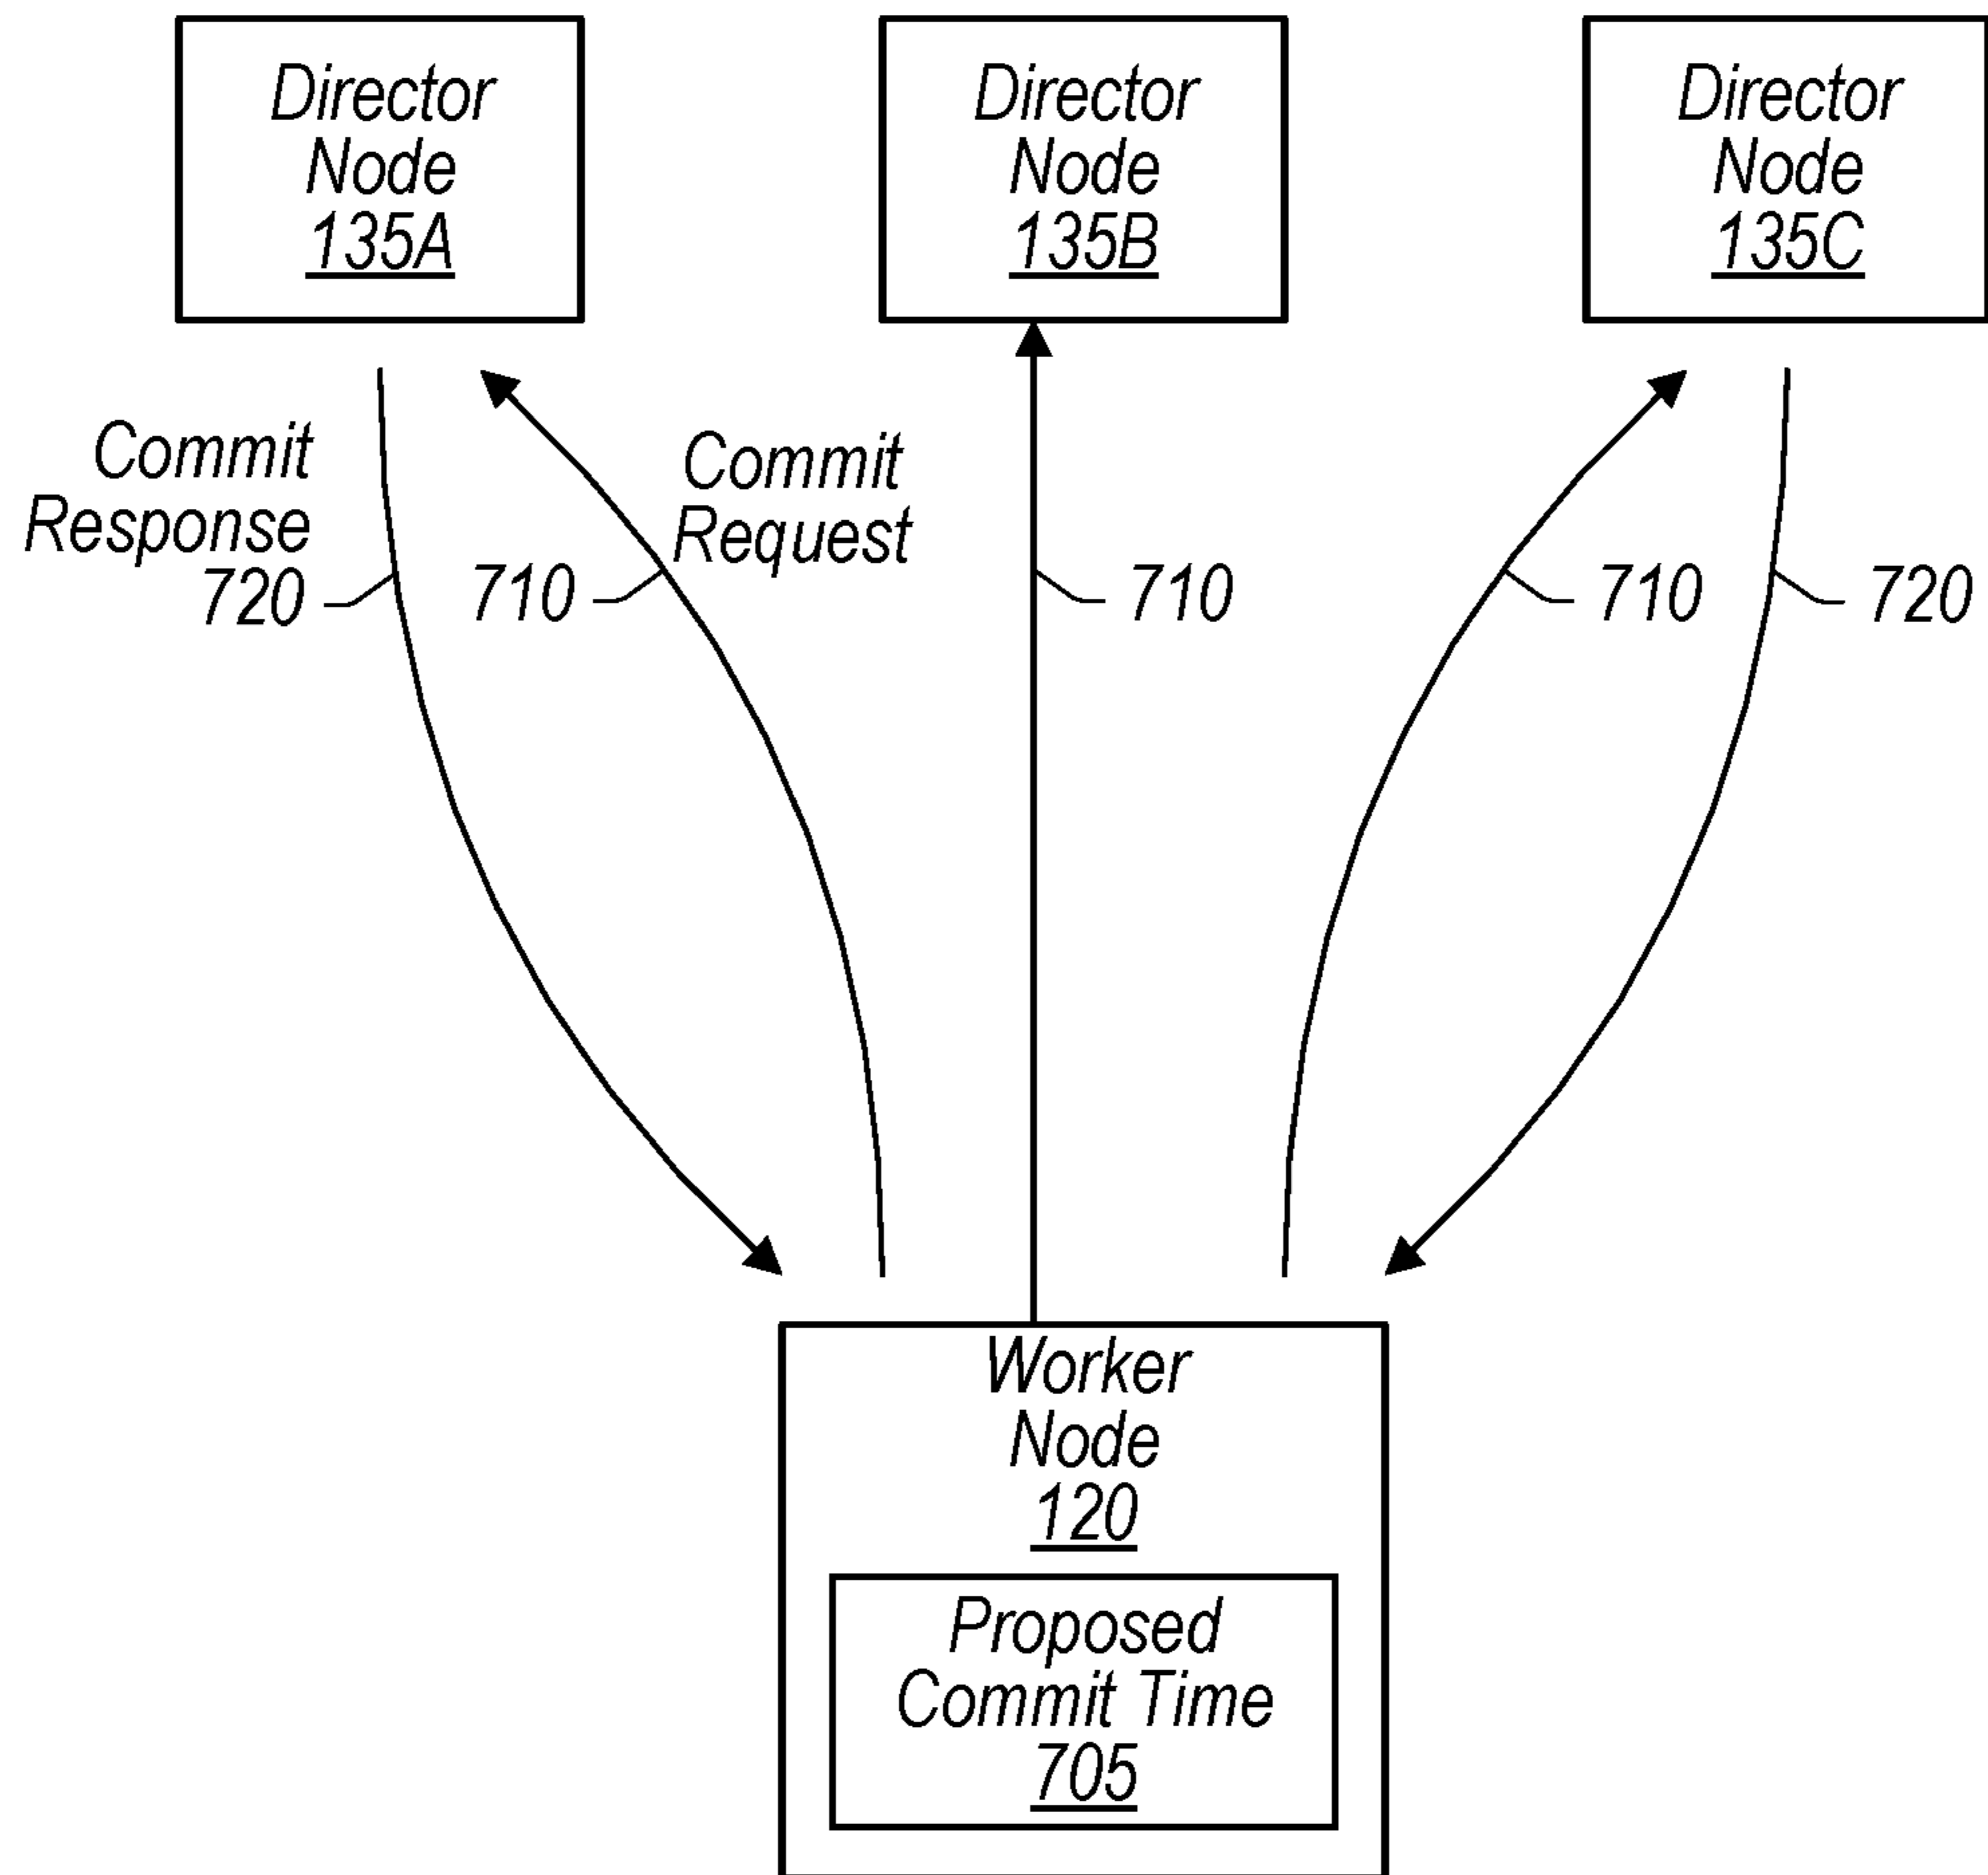 Director
Node
135A
Director
Node
135B
Director
Node
135C
Commit
Response
720
710
Commit
Request
710
710
720
Worker
Node
120
Proposed
Commit Time
705